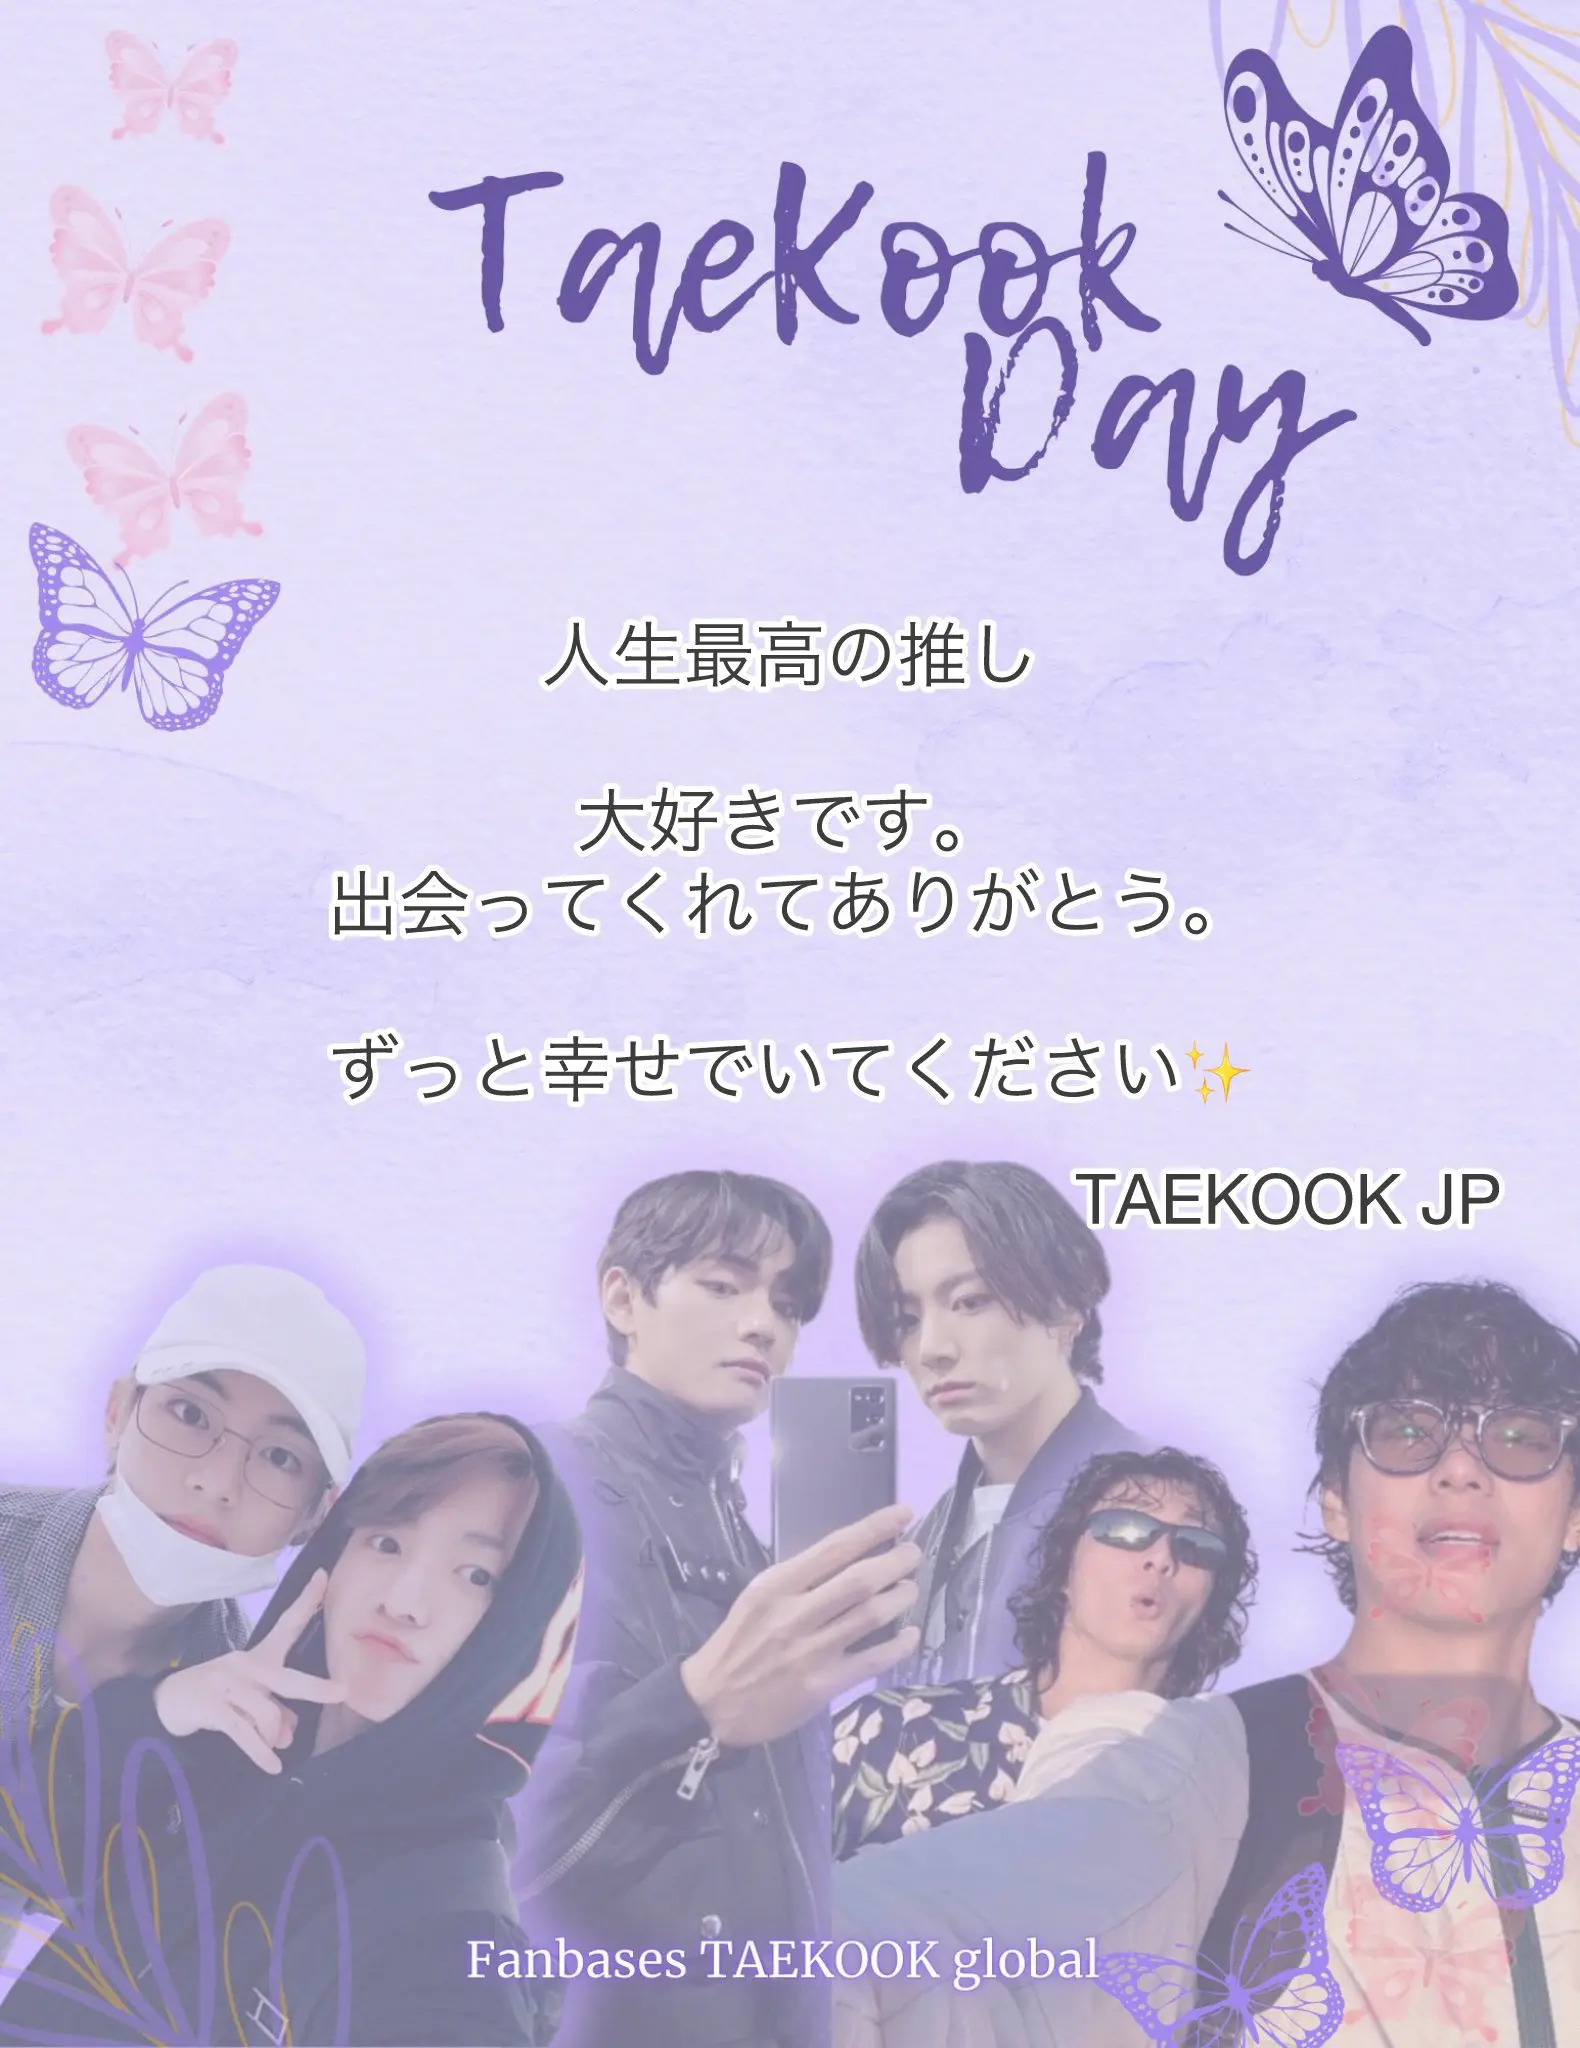 TaeKook
Day
人生最高の推し
大好きです。
出会ってくれてありがとう。
ずっと幸せでいてください✨
TAEKOOK JP
Fanbases TAEKOOK global